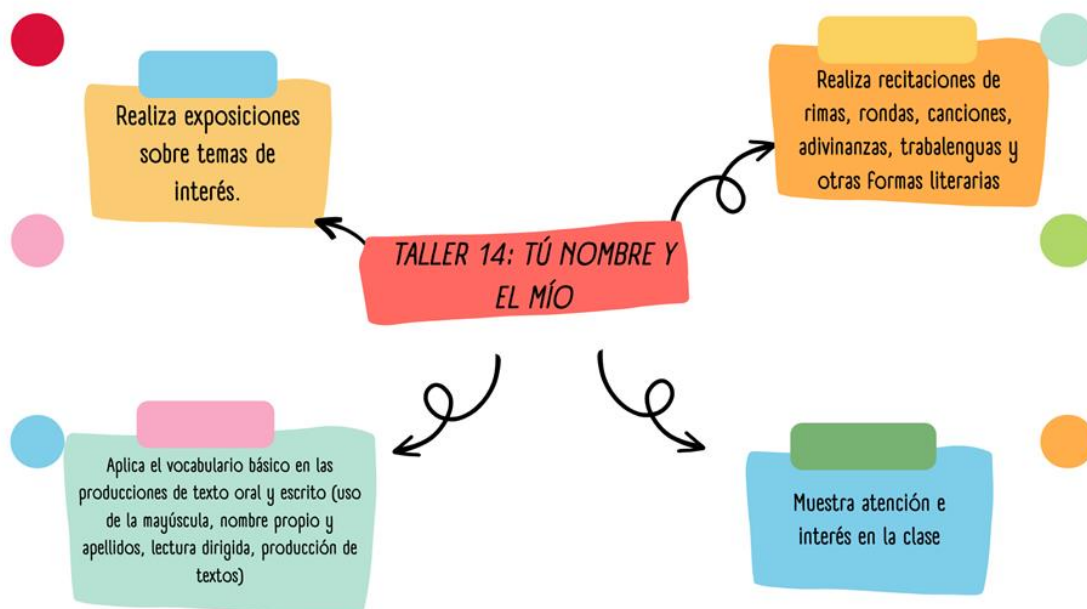 Realiza exposiciones
sobre temas de
interés.
Realiza recitaciones de
rimas, rondas, canciones,
adivinanzas, trabalenguas y
otras formas literarias
TALLER 14: TÚ NOMBRE Y
EL MÍO
Aplica el vocabulario básico en las
producciones de texto oral y escrito (uso
de la mayúscula, nombre propio y
apellidos, lectura dirigida, producción de
textos)
Muestra atención e
interés en la clase